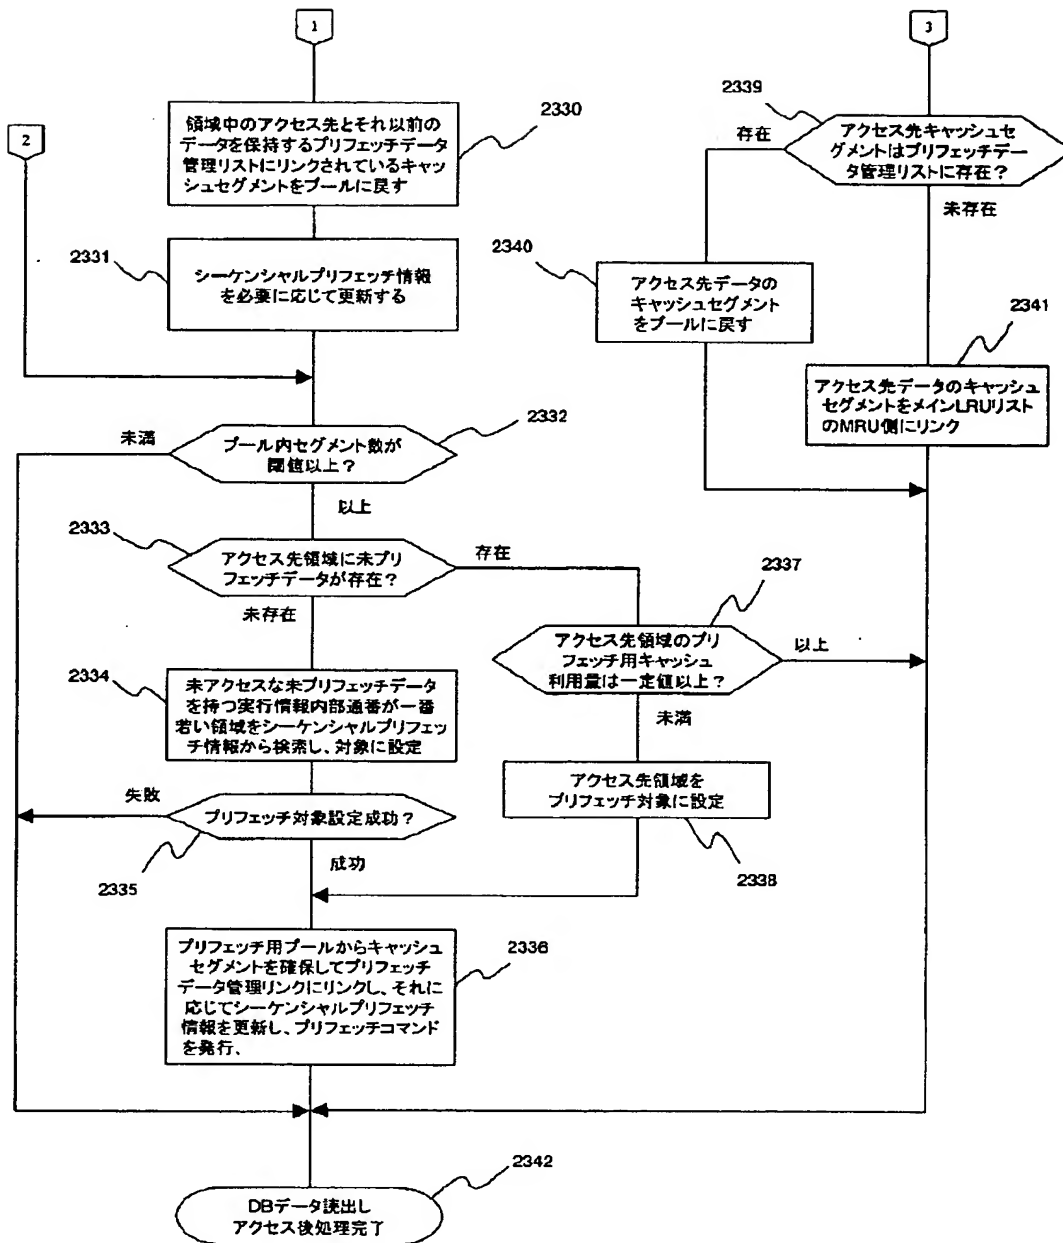 1
3
2
2330
領域中のアクセス先とそれ以前の
データを保持するプリフェッチデータ
管理リストにリンクされているキャッ
シュセグメントをプールに戻す
2339
アクセス先キャッシュセ
グメントはプリフェッチデー
タ管理リストに存在？
存在
未存在
2331
シーケンシャルプリフェッチ情報
を必要に応じて更新する
2340
アクセス先データの
キャッシュセグメント
をプールに戻す
2341
アクセス先データのキャッシュ
セグメントをメインLRUリスト
のMRU側にリンク
2332
未満
プール内セグメント数が
閾値以上？
以上
2333
アクセス先領域に未プリ
フェッチデータが存在？
存在
未存在
2337
アクセス先領域のプリ
フェッチ用キャッシュ
利用量は一定値以上？
以上
未満
2334
未アクセスな未プリフェッチデータ
を持つ実行情報内部通番が一番
若い領域をシーケンシャルプリフェッ
チ情報から検索し、対象に設定
アクセス先領域を
プリフェッチ対象に設定
2338
失敗
プリフェッチ対象設定成功？
2335
成功
2336
プリフェッチ用プールからキャッシュ
セグメントを確保してプリフェッチ
データ管理リンクにリンクし、それに
応じてシーケンシャルプリフェッチ
情報を更新し、プリフェッチコマンド
を発行、
2342
DBデータ読出し
アクセス後処理完了